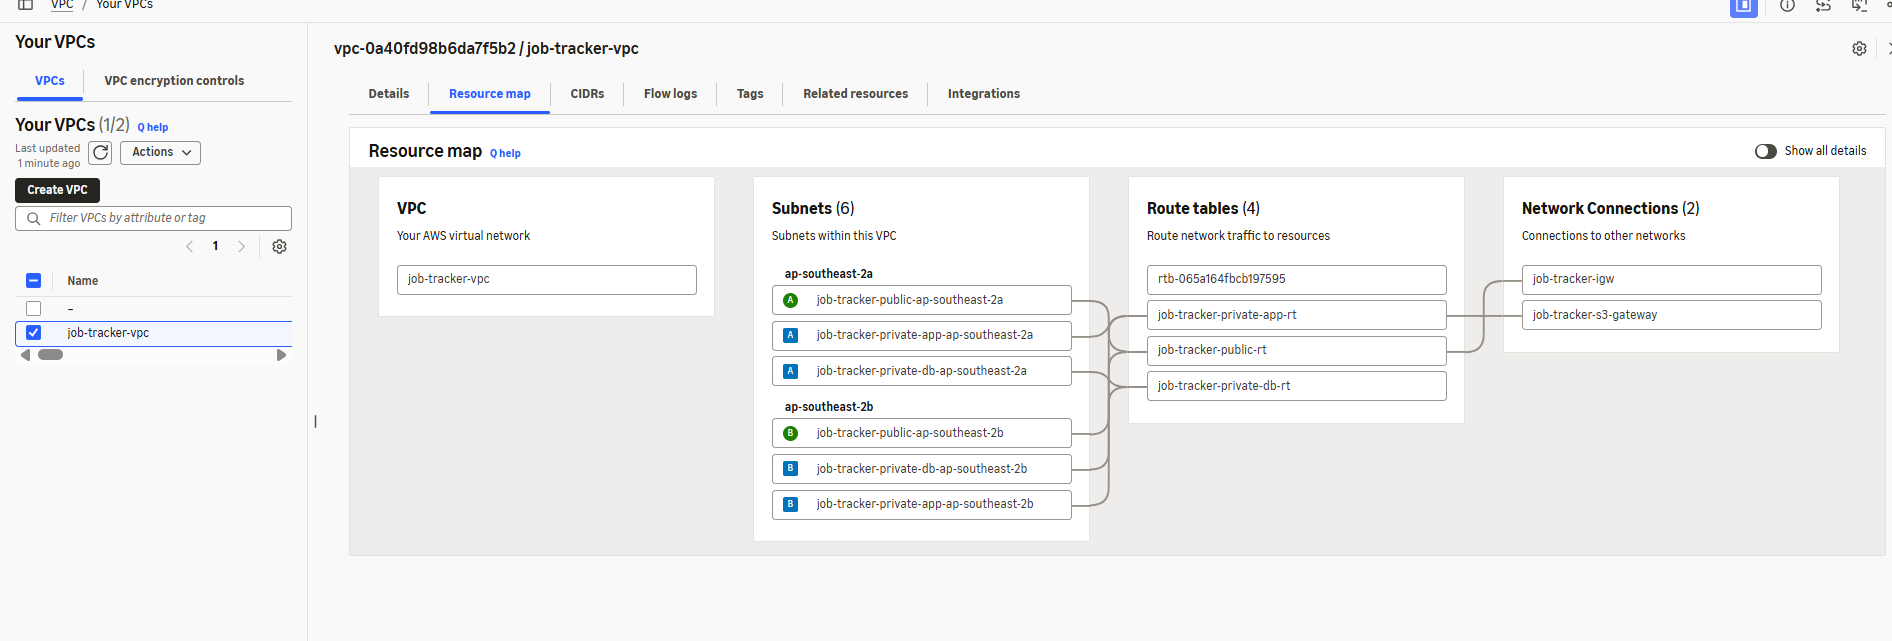 VPC / Your VPCs
Your VPCs
VPCs
VPC encryption controls
Your VPCs (1/2) Q help
Last updated
1 minute ago
Actions
Create VPC
Filter VPCs by attribute or tag
1
Name
–
job-tracker-vpc
vpc-0a40fd98b6da7f5b2 / job-tracker-vpc
Details
Resource map
CIDRs
Flow logs
Tags
Related resources
Integrations
Resource map Q help
Show all details
VPC
Your AWS virtual network
job-tracker-vpc
Subnets (6)
Subnets within this VPC
ap-southeast-2a
A job-tracker-public-ap-southeast-2a
A job-tracker-private-app-ap-southeast-2a
A job-tracker-private-db-ap-southeast-2a
ap-southeast-2b
B job-tracker-public-ap-southeast-2b
B job-tracker-private-db-ap-southeast-2b
B job-tracker-private-app-ap-southeast-2b
Route tables (4)
Route network traffic to resources
rtb-065a164fbcb197595
job-tracker-private-app-rt
job-tracker-public-rt
job-tracker-private-db-rt
Network Connections (2)
Connections to other networks
job-tracker-igw
job-tracker-s3-gateway